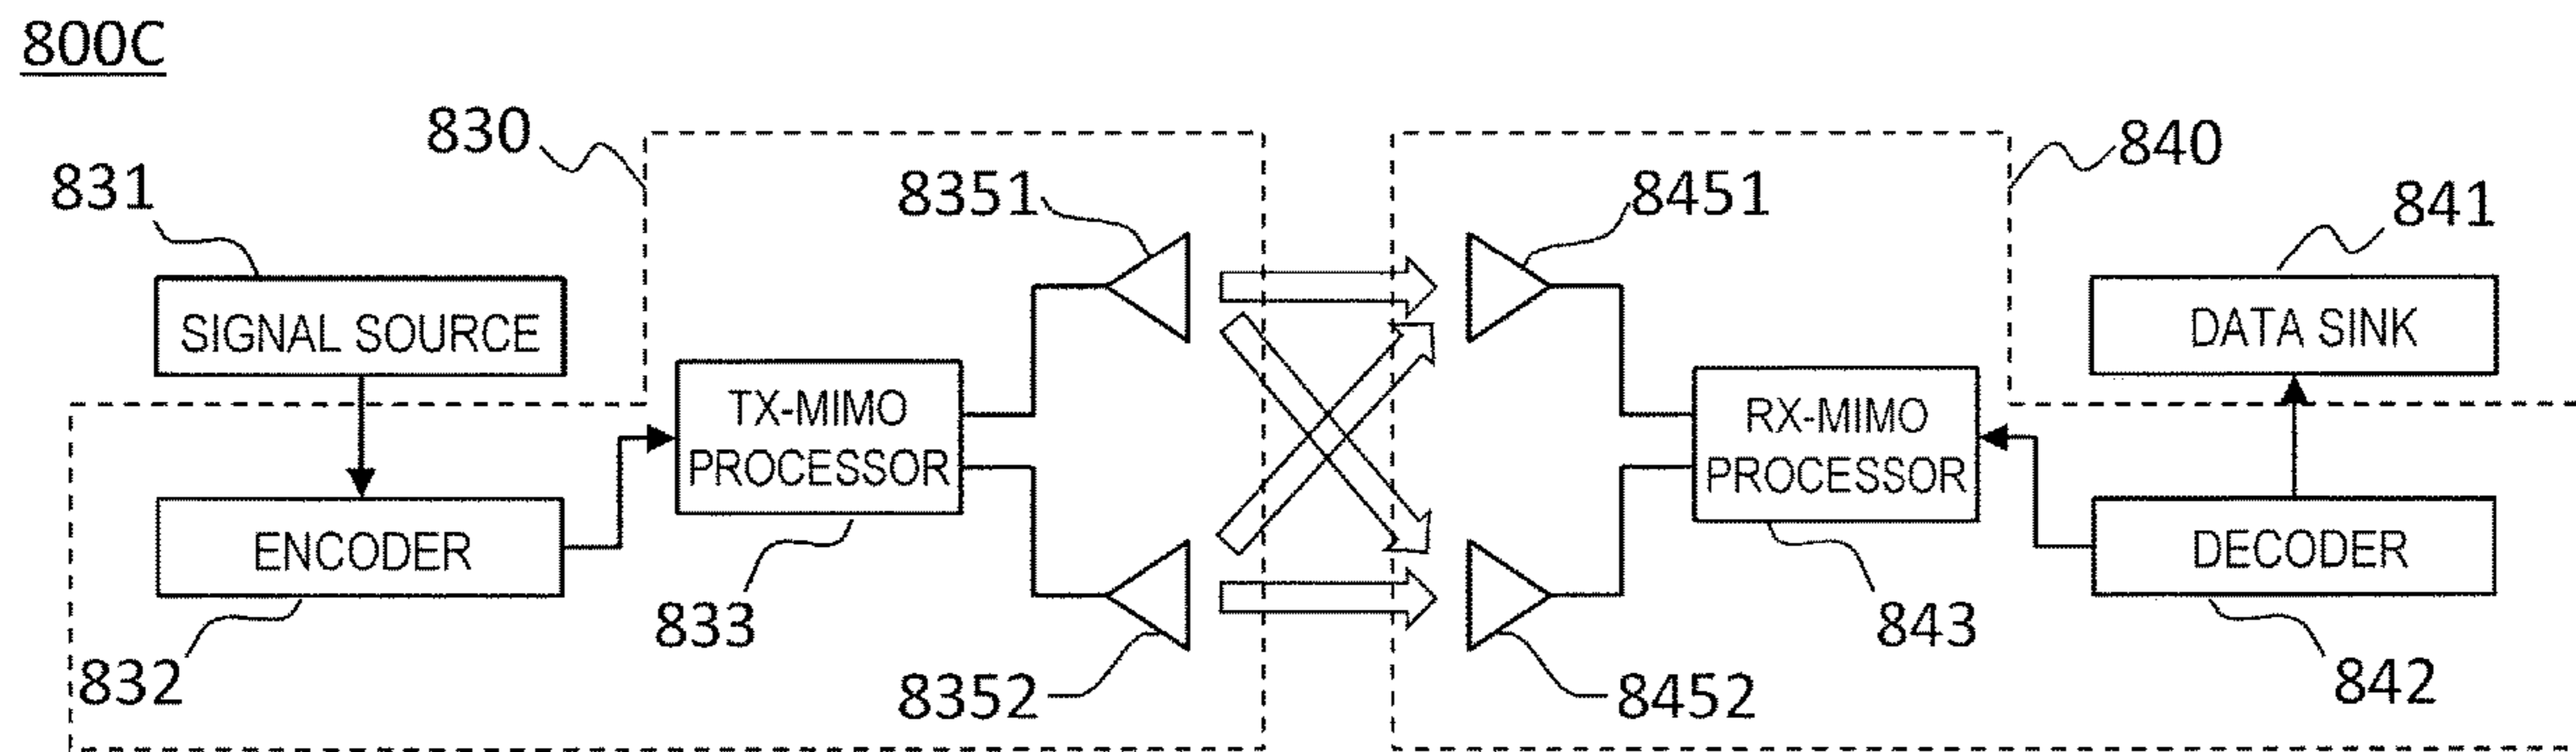 800C
830
840
831
8351
8451
841
SIGNAL SOURCE
DATA SINK
TX-MIMO
PROCESSOR
RX-MIMO
PROCESSOR
ENCODER
DECODER
833
843
832
8352
8452
842